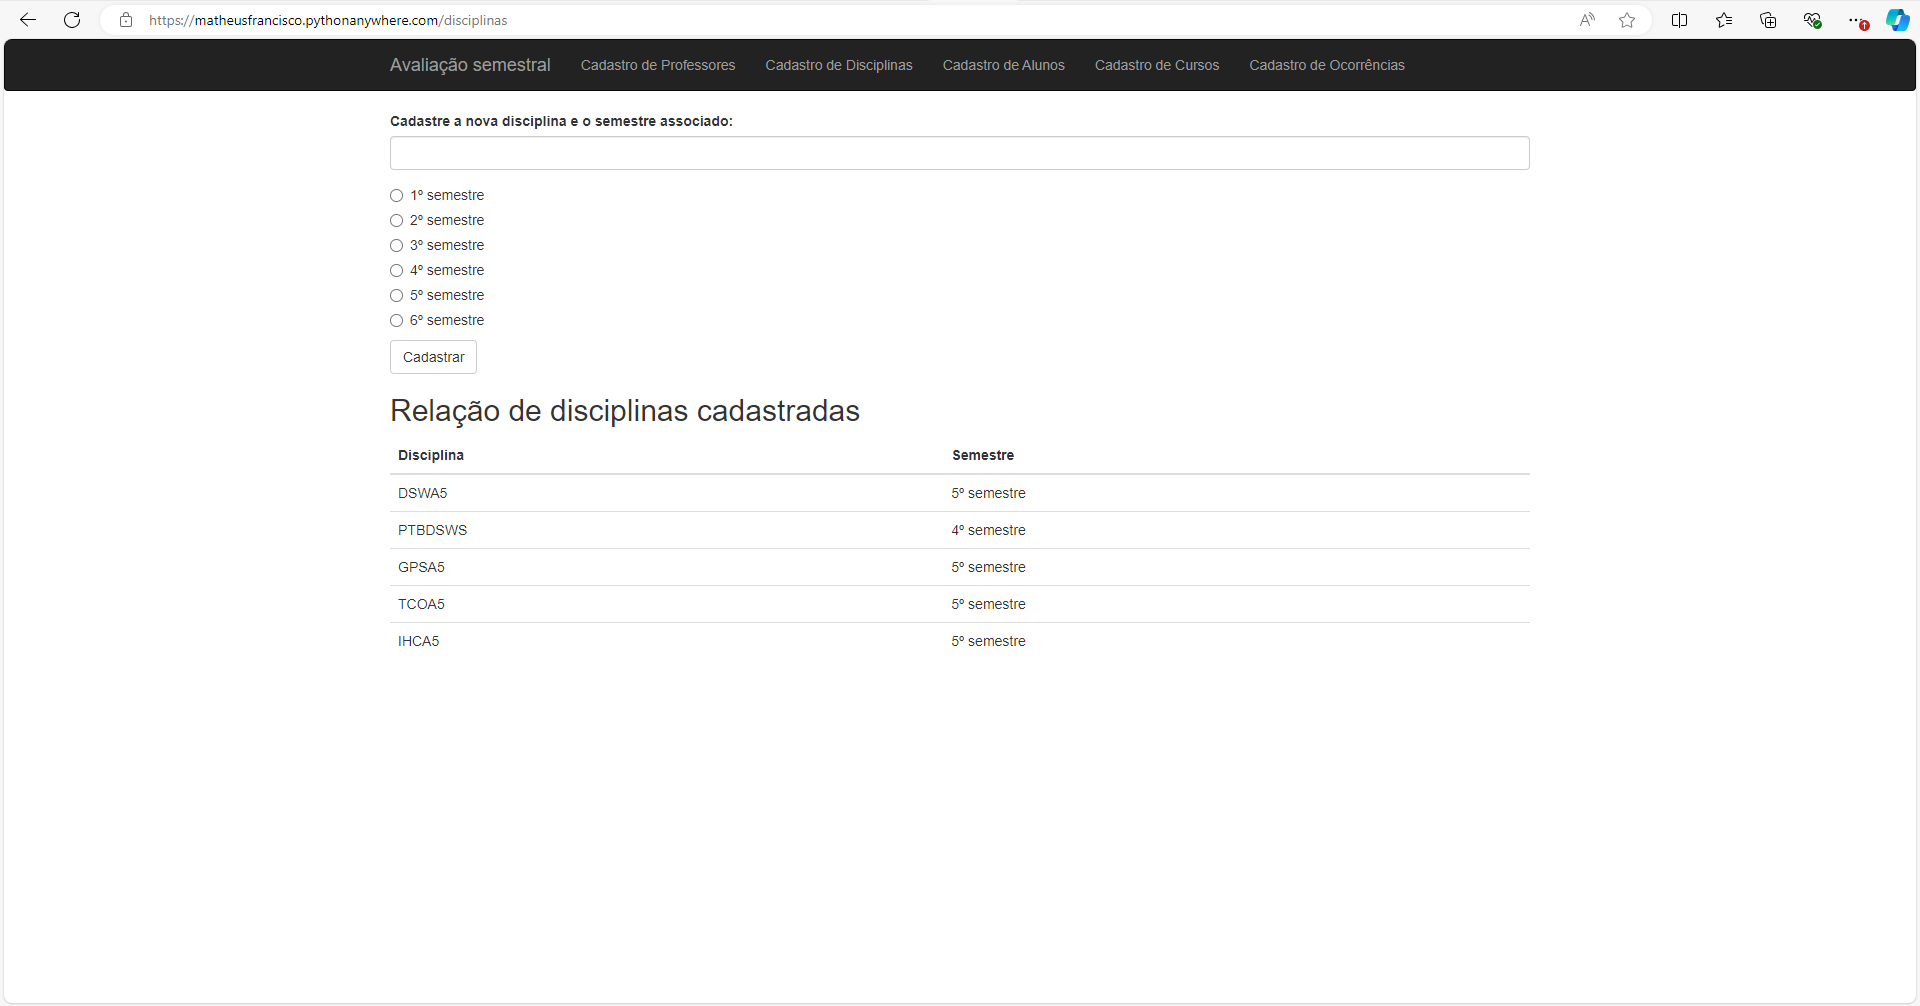 https://matheusfrancisco.pythonanywhere.com/disciplinas
Avaliação semestral Cadastro de Professores Cadastro de Disciplinas Cadastro de Alunos Cadastro de Cursos Cadastro de Ocorrências
Cadastre a nova disciplina e o semestre associado:
1º semestre
2º semestre
3º semestre
4º semestre
5º semestre
6º semestre
Cadastrar
Relação de disciplinas cadastradas
Disciplina Semestre
DSWA5 5º semestre
PTBDSWS 4º semestre
GPSA5 5º semestre
TCOA5 5º semestre
IHCA5 5º semestre